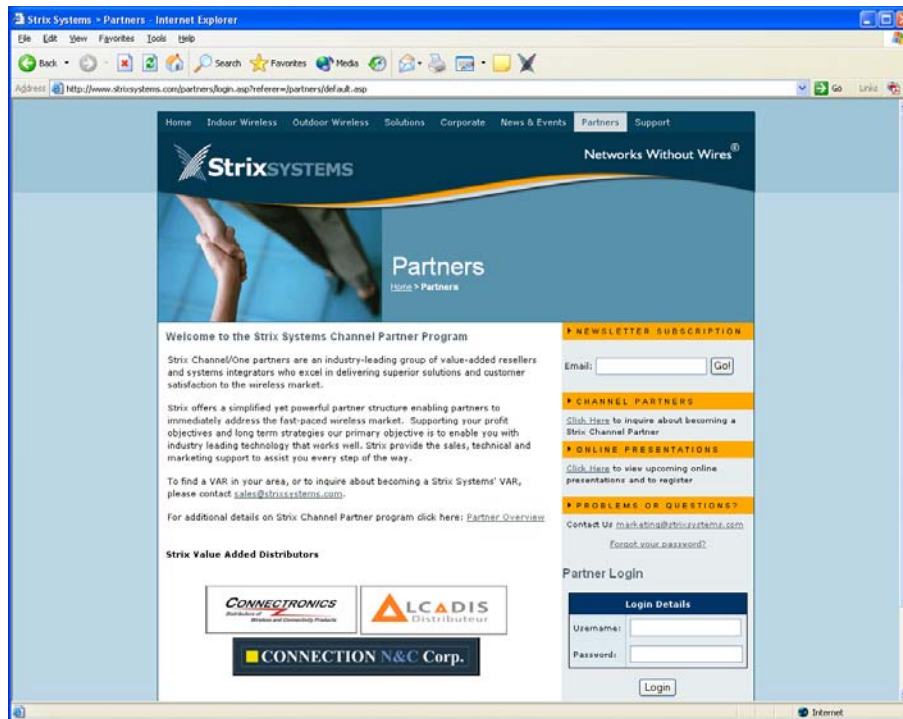 Strix Systems > Partners - Internet Explorer
File Edit View Favorites Tools Help
Back Search Favorites Media
Address http://www.strixsystems.com/partners/login.asp?referer=/partners/default.asp Go Links
Home Indoor Wireless Outdoor Wireless Solutions Corporate News & Events Partners Support
StrixSYSTEMS
Networks Without Wires®
Partners
Home > Partners
Welcome to the Strix Systems Channel Partner Program
Strix Channel/One partners are an industry-leading group of value-added resellers
and systems integrators who excel in delivering superior solutions and customer
satisfaction to the wireless market.
Strix offers a simplified yet powerful partner structure enabling partners to
immediately address the fast-paced wireless market. Supporting your profit
objectives and long term strategies our primary objective is to enable you with
industry leading technology that works well. Strix provide the sales, technical and
marketing support to assist you every step of the way.
To find a VAR in your area, or to inquire about becoming a Strix Systems' VAR,
please contact sales@strixsystems.com.
For additional details on Strix Channel Partner program click here: Partner Overview
Strix Value Added Distributors
CONNECTRONICS
Distributors of
Wireless and Connectivity Products
ALCADIS
Distributeur
CONNECTION N&C Corp.
NEWSLETTER SUBSCRIPTION
Email: Go!
CHANNEL PARTNERS
Click Here to inquire about becoming a
Strix Channel Partner
ONLINE PRESENTATIONS
Click Here to view upcoming online
presentations and to register
PROBLEMS OR QUESTIONS?
Contact Us marketing@strixsystems.com
Forgot your password?
Partner Login
Login Details
Username:
Password:
Login
Internet